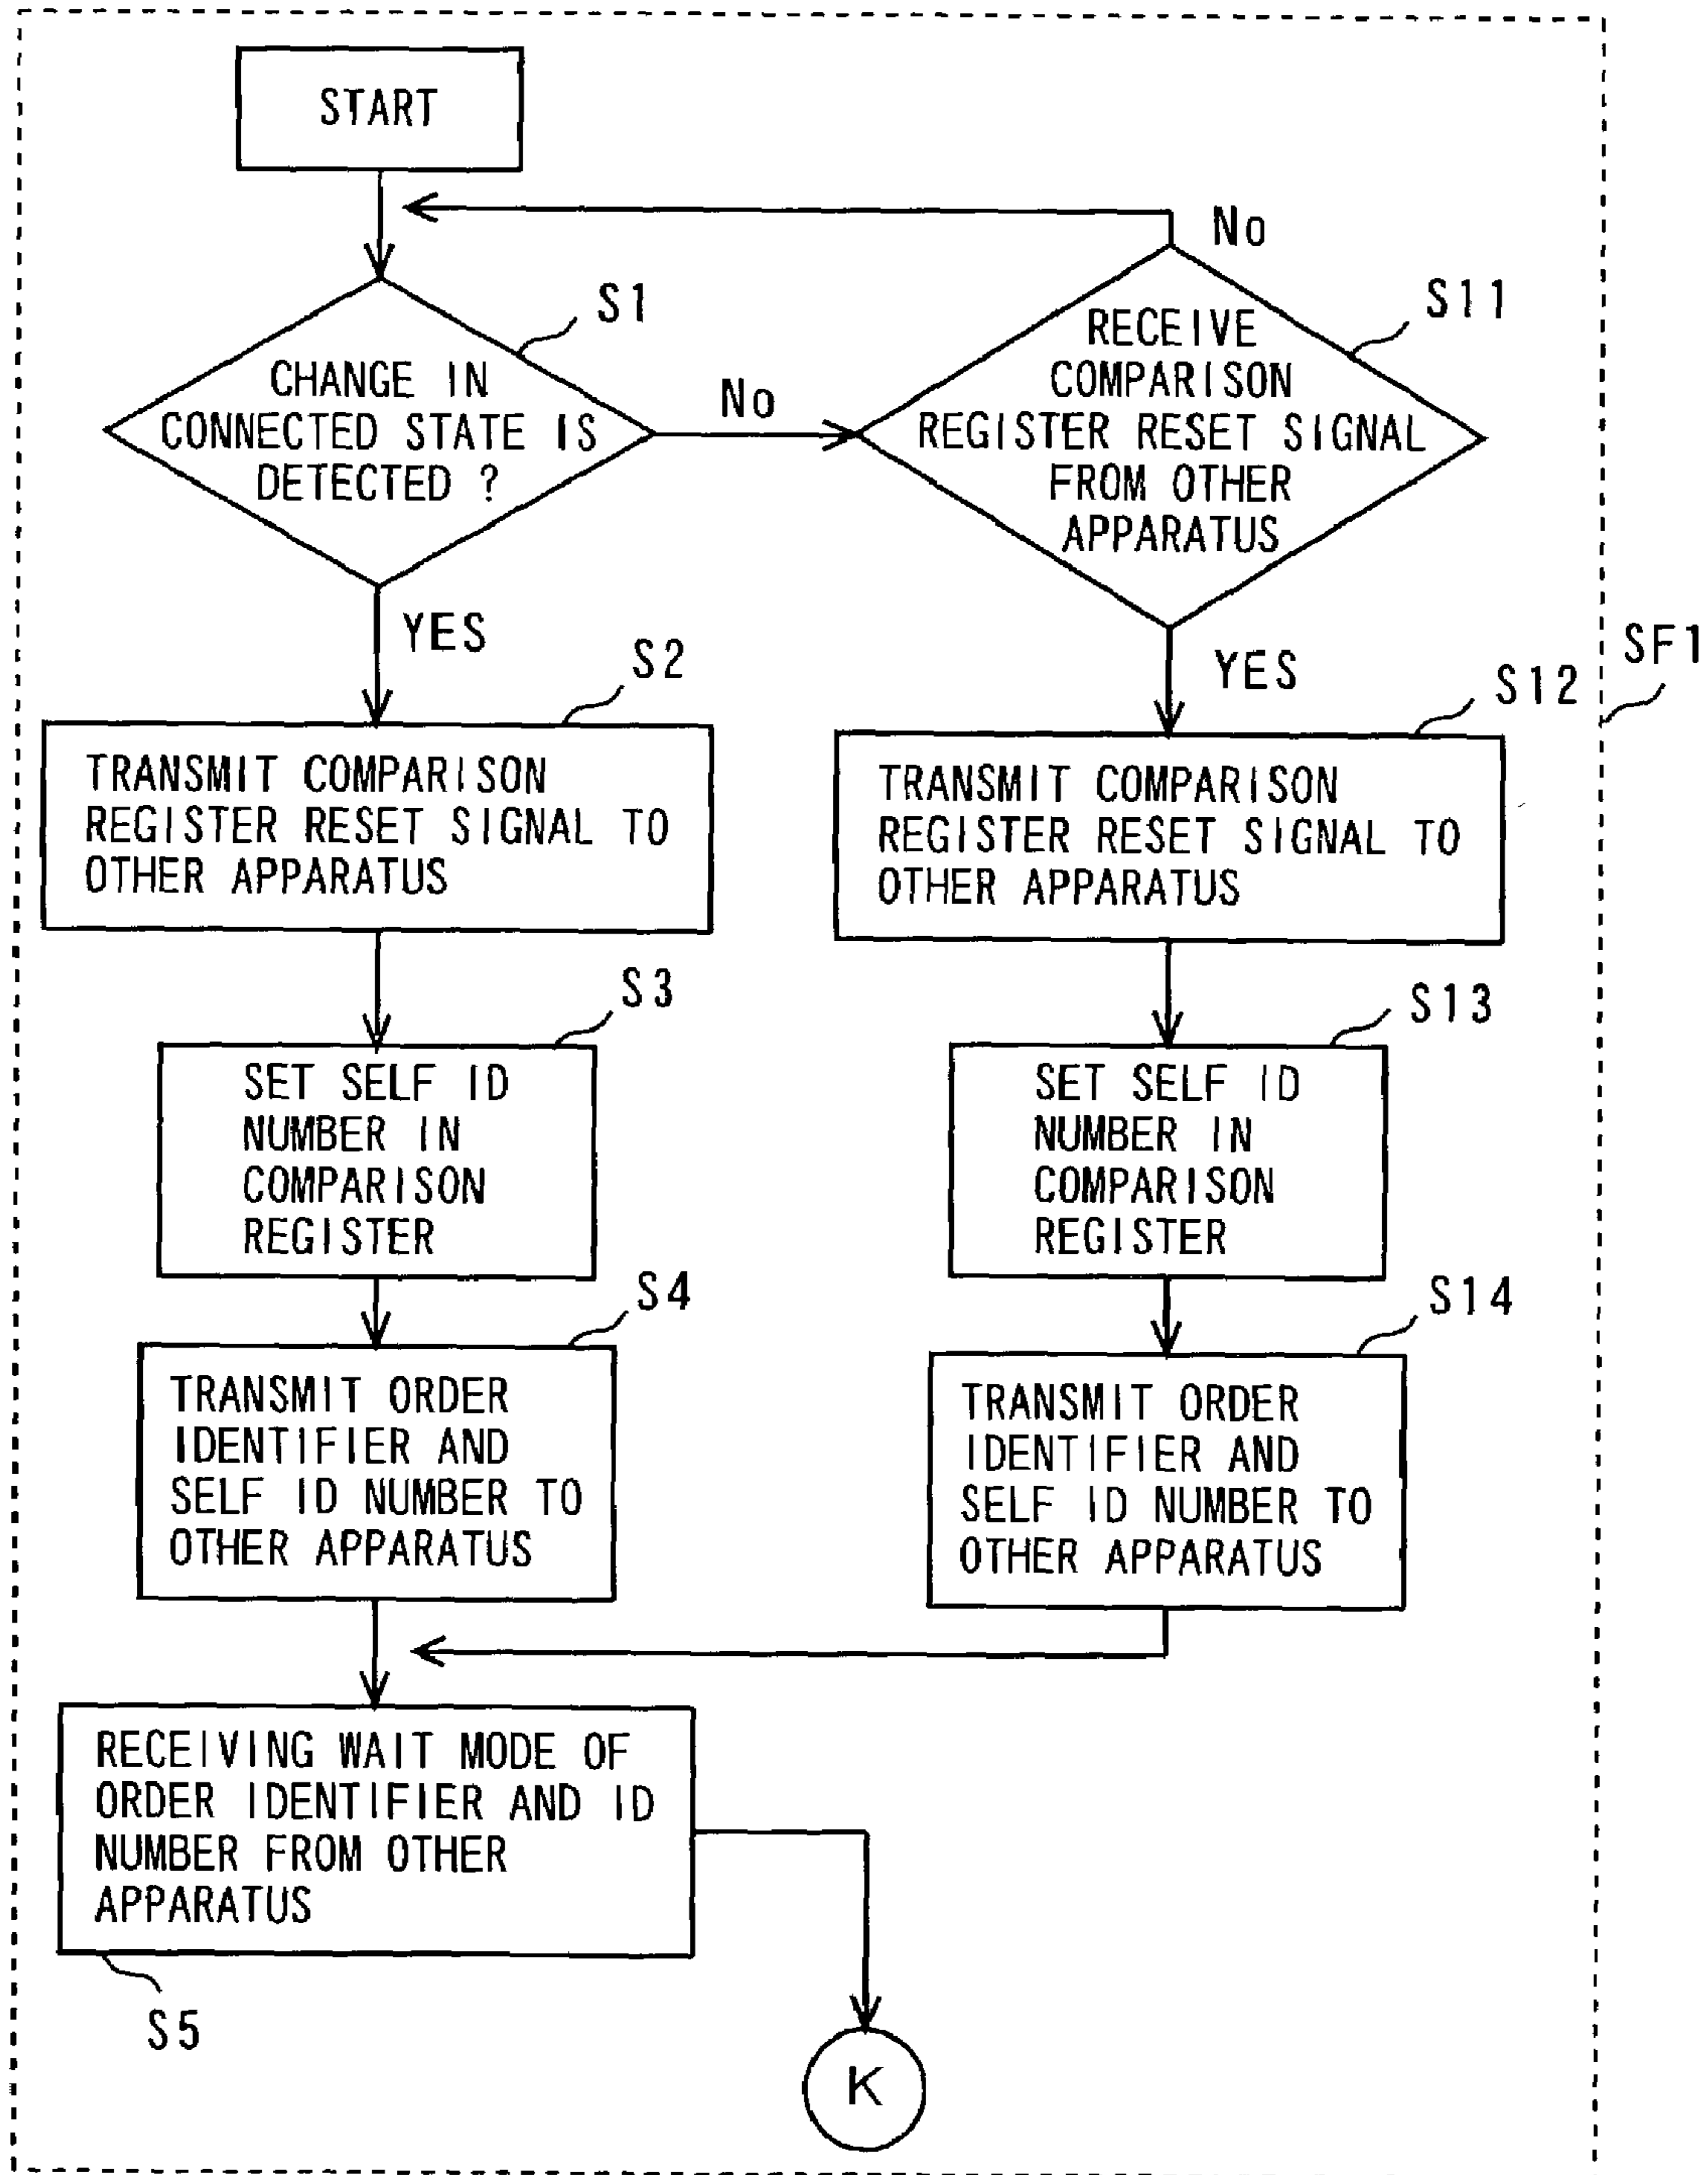 START
No
S1
S11
CHANGE IN
CONNECTED STATE IS
DETECTED ?
No
RECEIVE
COMPARISON
REGISTER RESET SIGNAL
FROM OTHER
APPARATUS
YES
YES
SF1
S2
S12
TRANSMIT COMPARISON
REGISTER RESET SIGNAL TO
OTHER APPARATUS
TRANSMIT COMPARISON
REGISTER RESET SIGNAL TO
OTHER APPARATUS
S3
S13
SET SELF ID
NUMBER IN
COMPARISON
REGISTER
SET SELF ID
NUMBER IN
COMPARISON
REGISTER
S4
S14
TRANSMIT ORDER
IDENTIFIER AND
SELF ID NUMBER TO
OTHER APPARATUS
TRANSMIT ORDER
IDENTIFIER AND
SELF ID NUMBER TO
OTHER APPARATUS
RECEIVING WAIT MODE OF
ORDER IDENTIFIER AND ID
NUMBER FROM OTHER
APPARATUS
S5
K